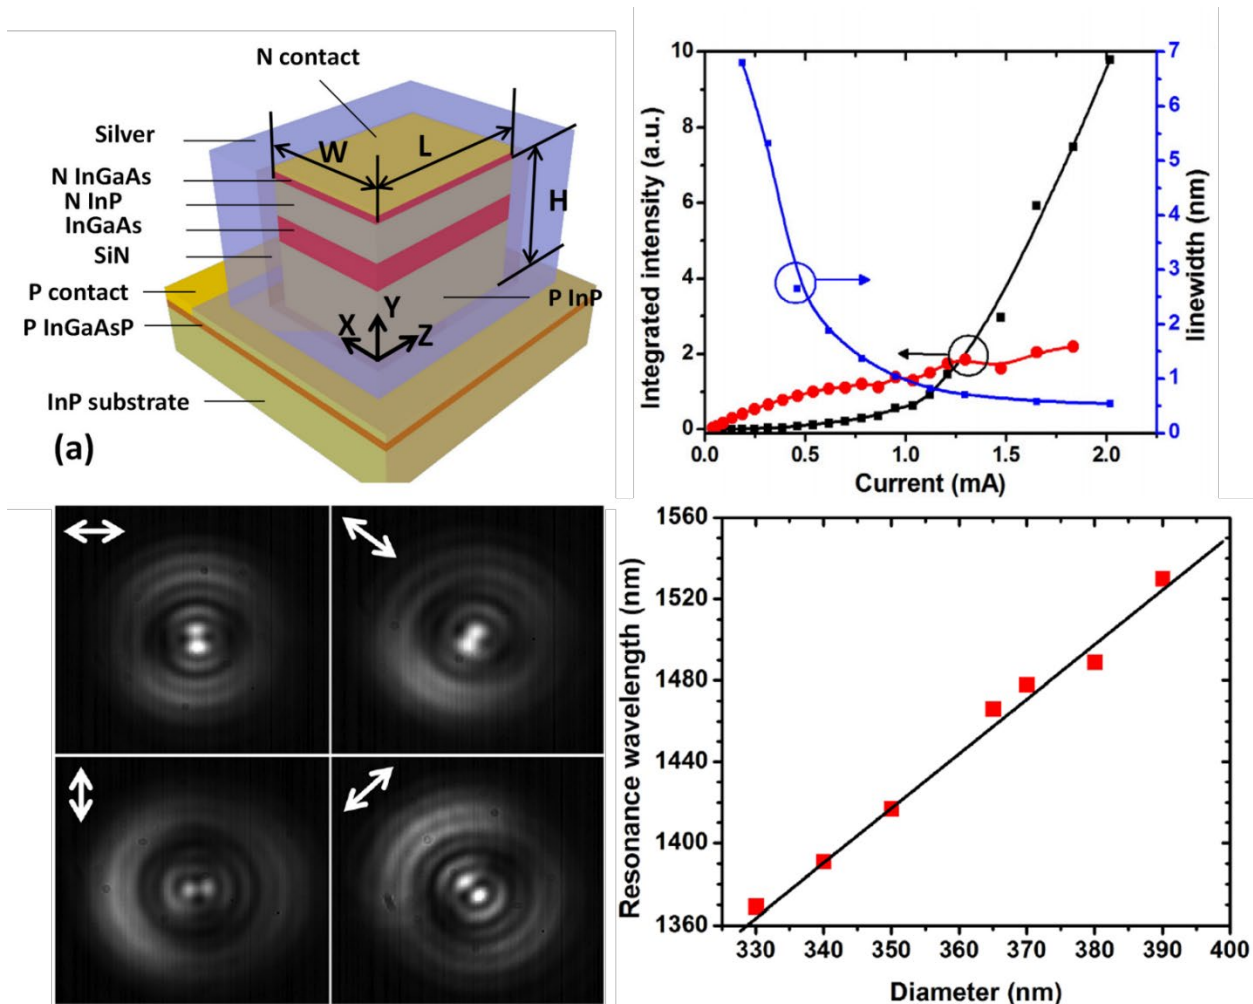 N contact
Silver
W
L
N InGaAs
N InP
H
InGaAs
SiN
P contact
P InP
P InGaAsP
Y
X
Z
InP substrate
(a)
10
8
6
4
2
0
Integrated intensity (a.u.)
7
6
5
4
3
2
1
0
linewidth (nm)
0.0
0.5
1.0
1.5
2.0
Current (mA)
1560
1520
1480
1440
1400
1360
Resonance wavelength (nm)
330
340
350
360
370
380
390
400
Diameter (nm)